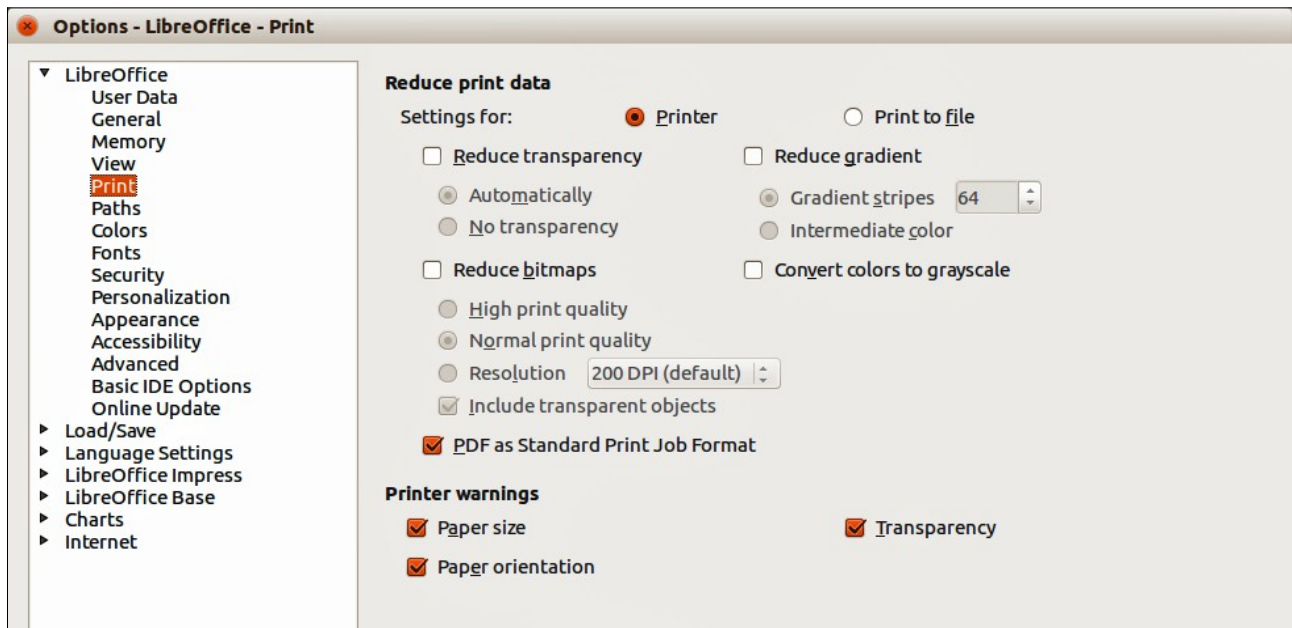 Options - LibreOffice - Print
LibreOffice
User Data
General
Memory
View
Print
Paths
Colors
Fonts
Security
Personalization
Appearance
Accessibility
Advanced
Basic IDE Options
Online Update
Load/Save
Language Settings
LibreOffice Impress
LibreOffice Base
Charts
Internet
Reduce print data
Settings for: Printer Print to file
Reduce transparency Reduce gradient
Automatically Gradient stripes 64
No transparency Intermediate color
Reduce bitmaps Convert colors to grayscale
High print quality
Normal print quality
Resolution 200 DPI (default)
Include transparent objects
PDF as Standard Print Job Format
Printer warnings
Paper size Transparency
Paper orientation